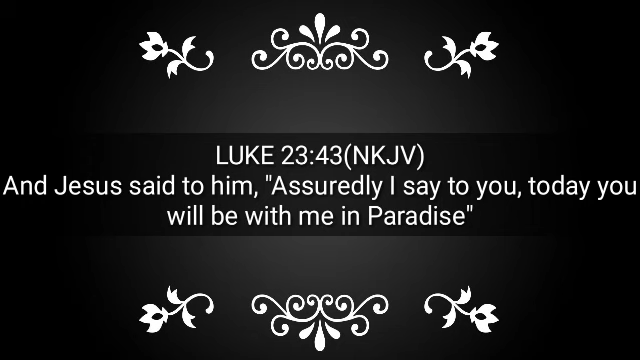 LUKE 23:43(NKJV)
And Jesus said to him, "Assuredly I say to you, today you
will be with me in Paradise"